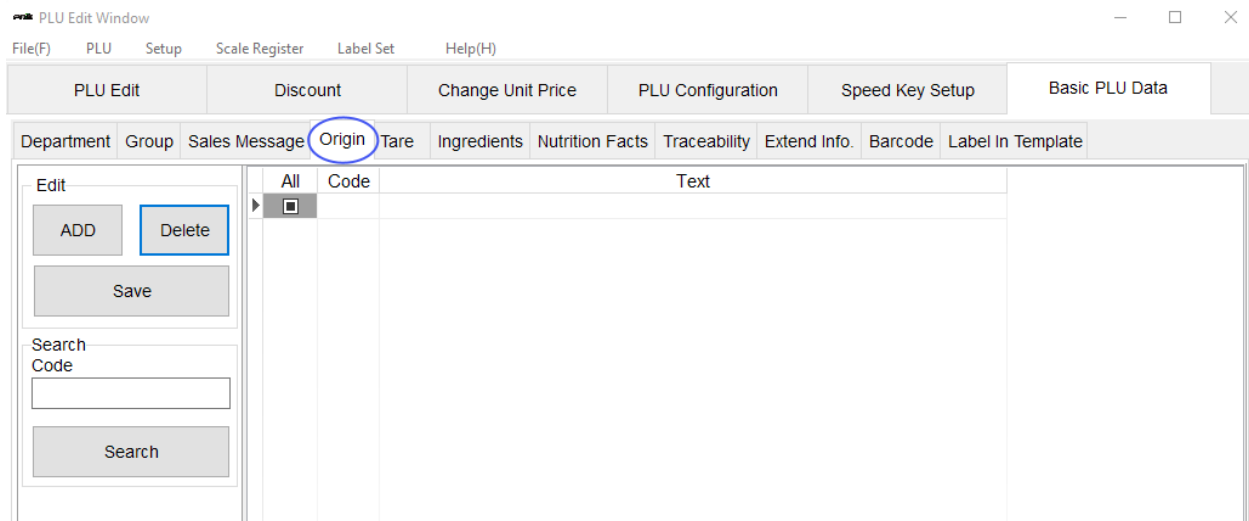 PLU Edit Window
File(F) PLU Setup Scale Register Label Set Help(H)
PLU Edit Discount Change Unit Price PLU Configuration Speed Key Setup Basic PLU Data
Department Group Sales Message Origin Tare Ingredients Nutrition Facts Traceability Extend Info. Barcode Label In Template
Edit
ADD Delete
Save
Search
Code
Search
All Code Text